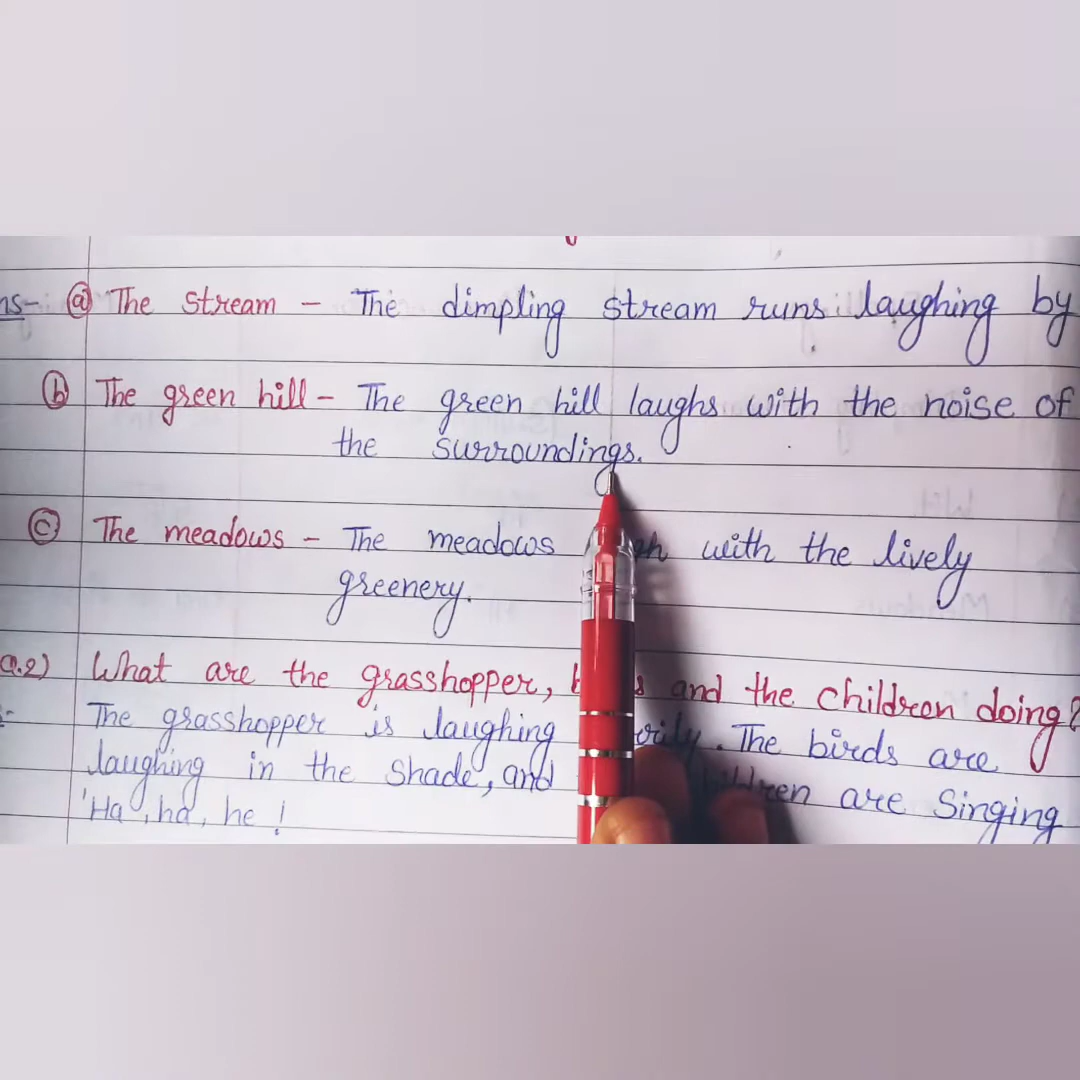 ns- (a) The Stream - The dimpling stream runs laughing by
(b) The green hill - The green hill laughs with the noise of
the surroundings.
(c) The meadows - The meadows with the lively
greenery.
Q.2) What are the grasshopper, and the children doing?
The grasshopper is laughing . The birds are
laughing in the shade, and are Singing
'Ha, ha, he!